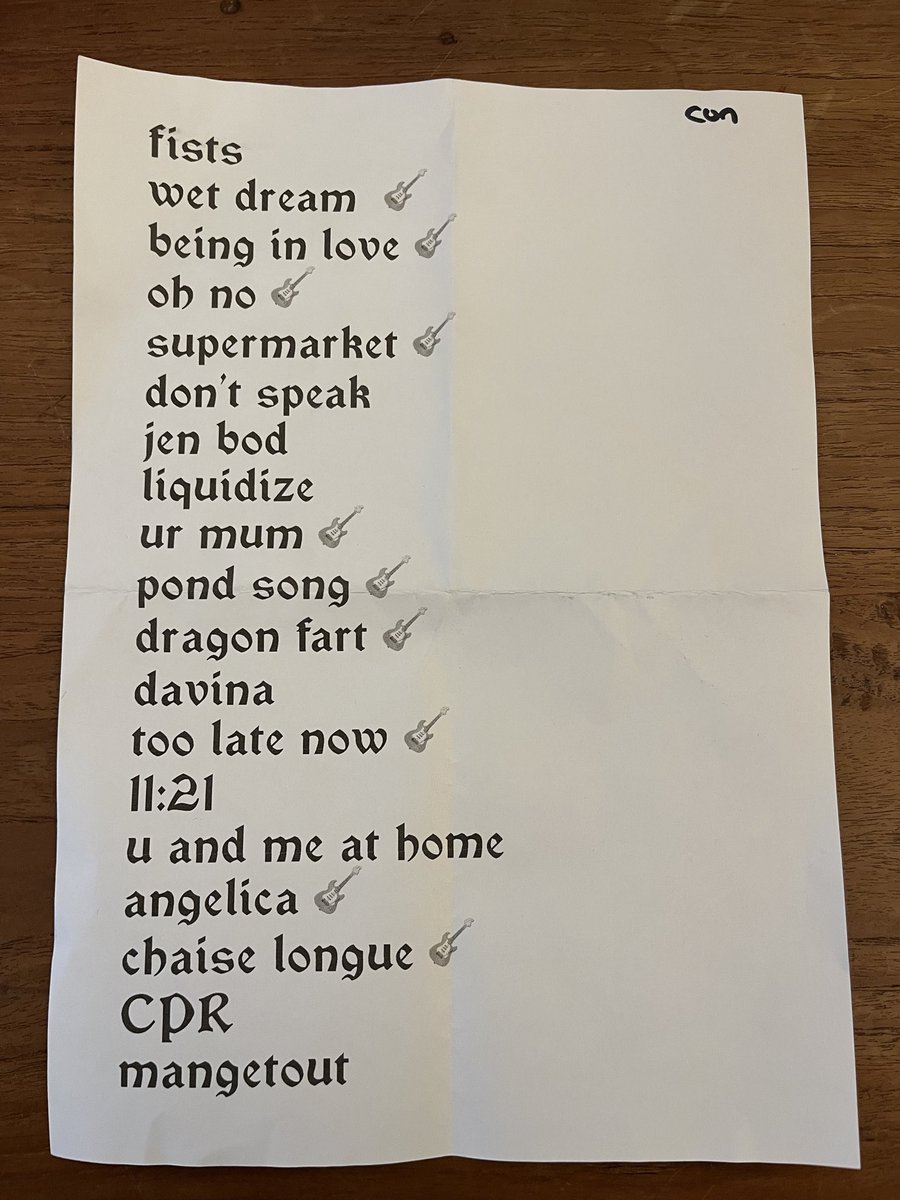 con
fists
wet dream
being in love
oh no
supermarket
don't speak
jen bod
liquidize
ur mum
pond song
dragon fart
davina
too late now
11:21
u and me at home
angelica
chaise longue
CPR
mangetout